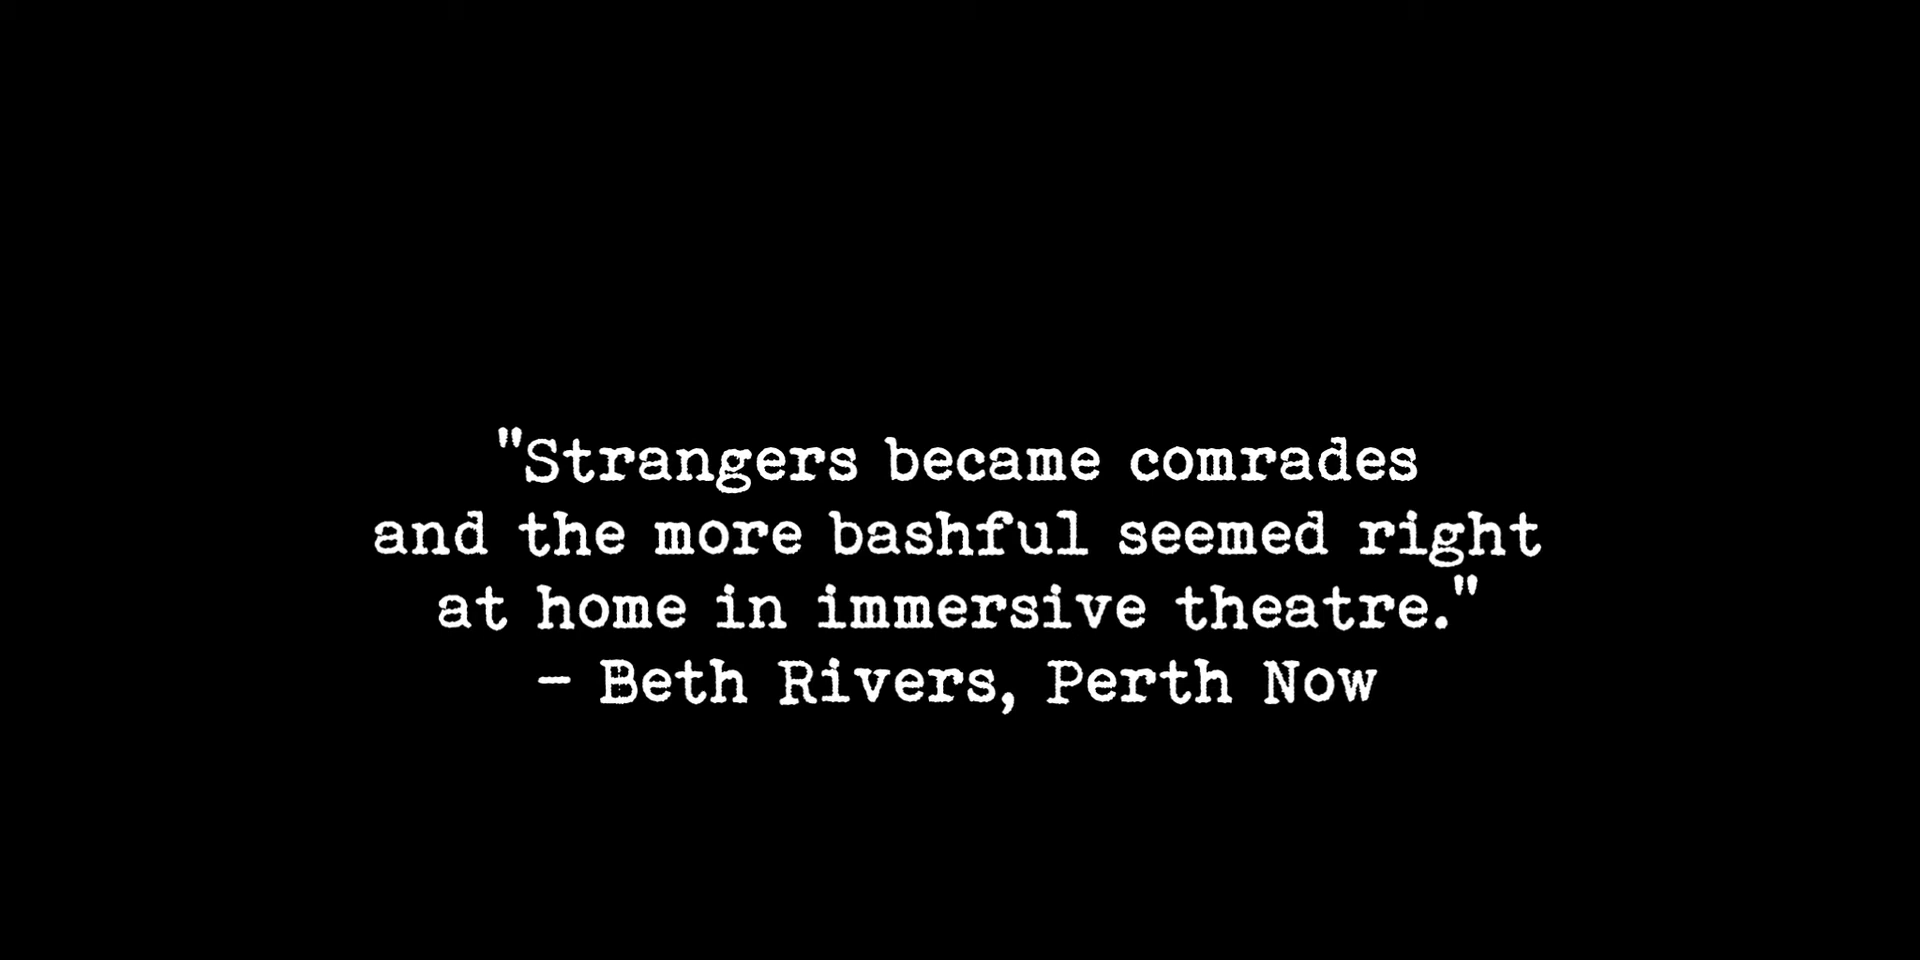 "Strangers became comrades
and the more bashful seemed right
at home in immersive theatre."
- Beth Rivers, Perth Now